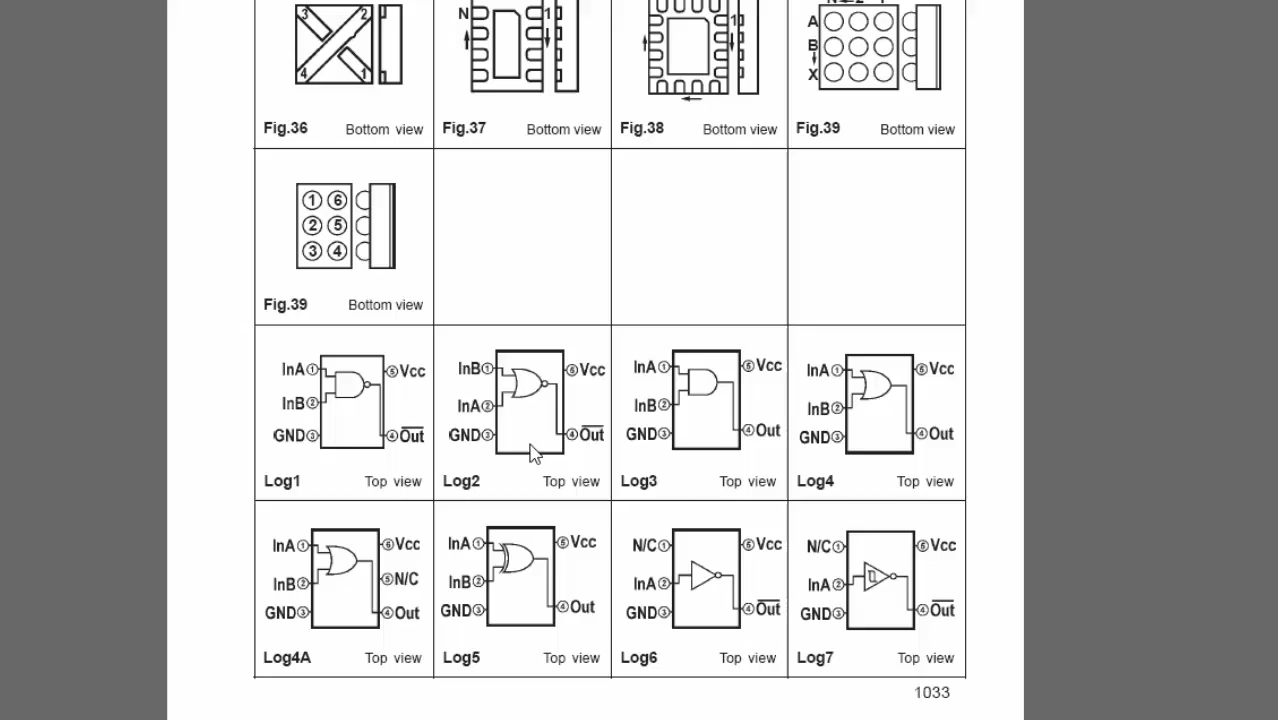 3 2
4 1
N 1
1
N 2 1
A
B
X
Fig.36 Bottom view
Fig.37 Bottom view
Fig.38 Bottom view
Fig.39 Bottom view
1 6
2 5
3 4
Fig.39 Bottom view
InA 1 5 Vcc
InB 2
GND 3 4 O̅u̅t̅
Log1 Top view
InB 1 5 Vcc
InA 2
GND 3 4 O̅u̅t̅
Log2 Top view
InA 1 5 Vcc
InB 2
GND 3 4 Out
Log3 Top view
InA 1 5 Vcc
InB 2
GND 3 4 Out
Log4 Top view
InA 1 6 Vcc
InB 2 5 N/C
GND 3 4 Out
Log4A Top view
InA 1 5 Vcc
InB 2
GND 3 4 Out
Log5 Top view
N/C 1 5 Vcc
InA 2
GND 3 4 O̅u̅t̅
Log6 Top view
N/C 1 5 Vcc
InA 2
GND 3 4 O̅u̅t̅
Log7 Top view
1033